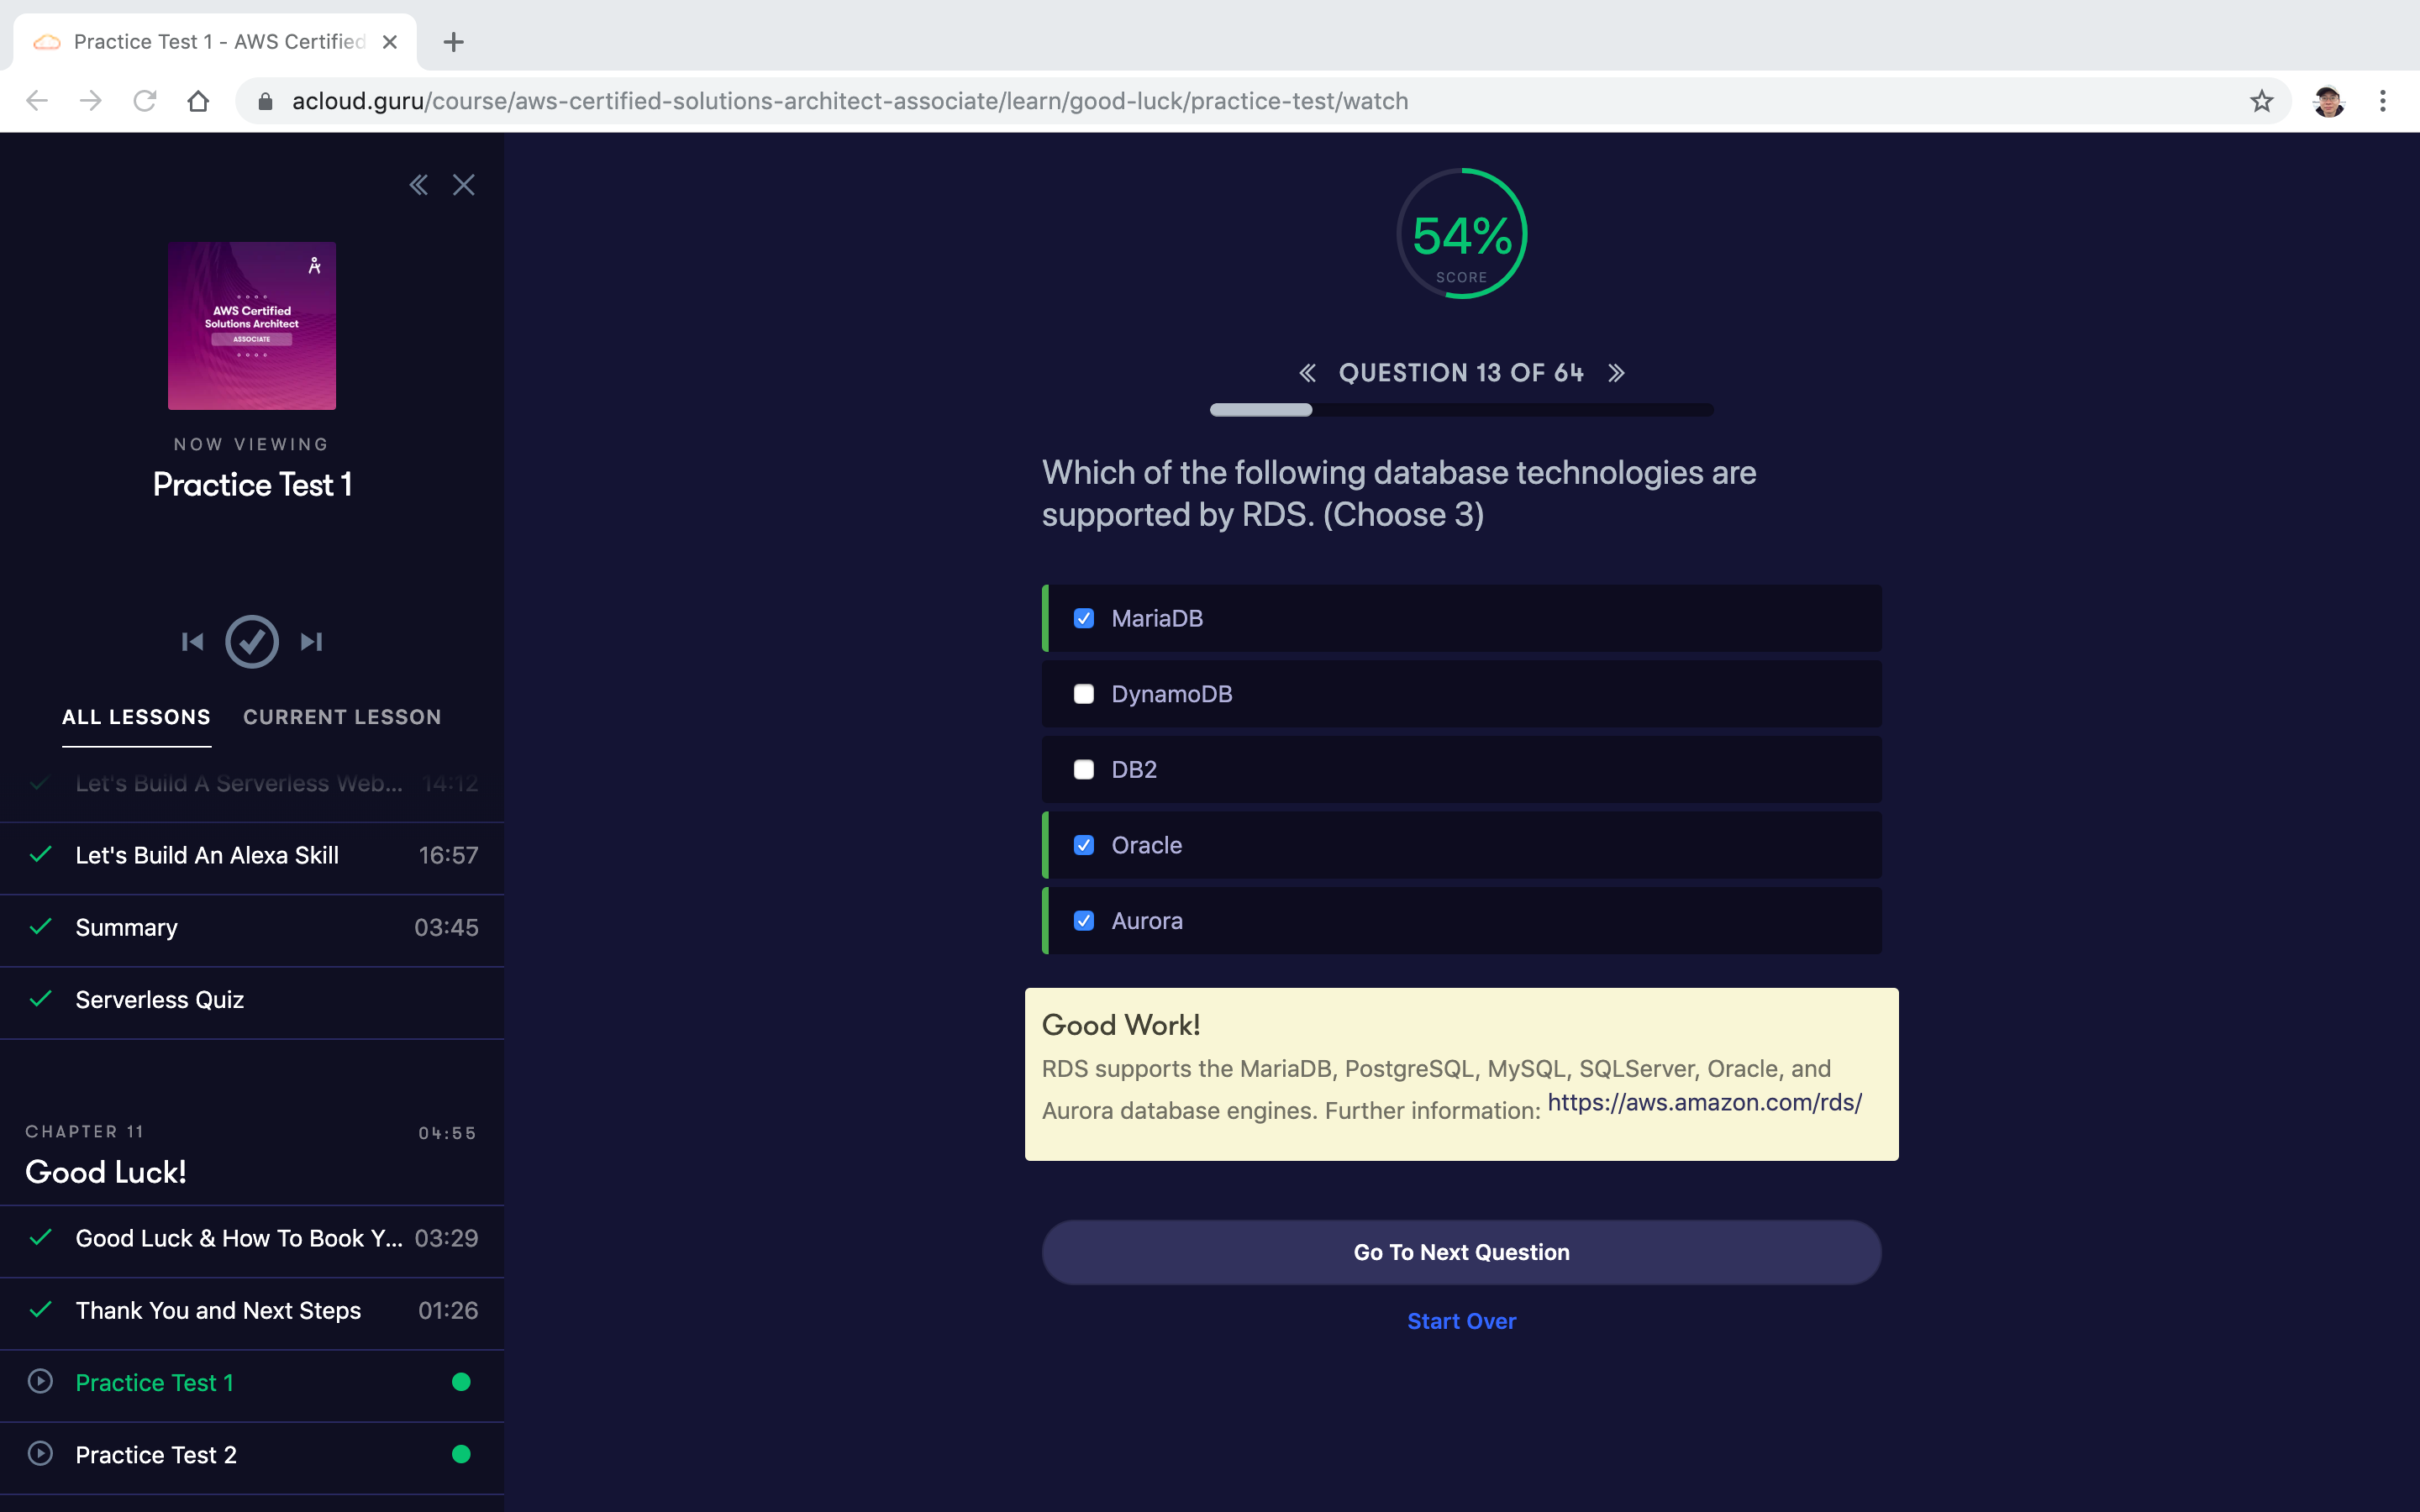 Practice Test 1 - AWS Certified
acloud.guru/course/aws-certified-solutions-architect-associate/learn/good-luck/practice-test/watch
AWS Certified
Solutions Architect
ASSOCIATE
NOW VIEWING
Practice Test 1
ALL LESSONS CURRENT LESSON
Let's Build A Serverless Web... 14:12
Let's Build An Alexa Skill 16:57
Summary 03:45
Serverless Quiz
CHAPTER 11 04:55
Good Luck!
Good Luck & How To Book Y... 03:29
Thank You and Next Steps 01:26
Practice Test 1
Practice Test 2
54%
SCORE
QUESTION 13 OF 64
Which of the following database technologies are
supported by RDS. (Choose 3)
MariaDB
DynamoDB
DB2
Oracle
Aurora
Good Work!
RDS supports the MariaDB, PostgreSQL, MySQL, SQLServer, Oracle, and
Aurora database engines. Further information: https://aws.amazon.com/rds/
Go To Next Question
Start Over